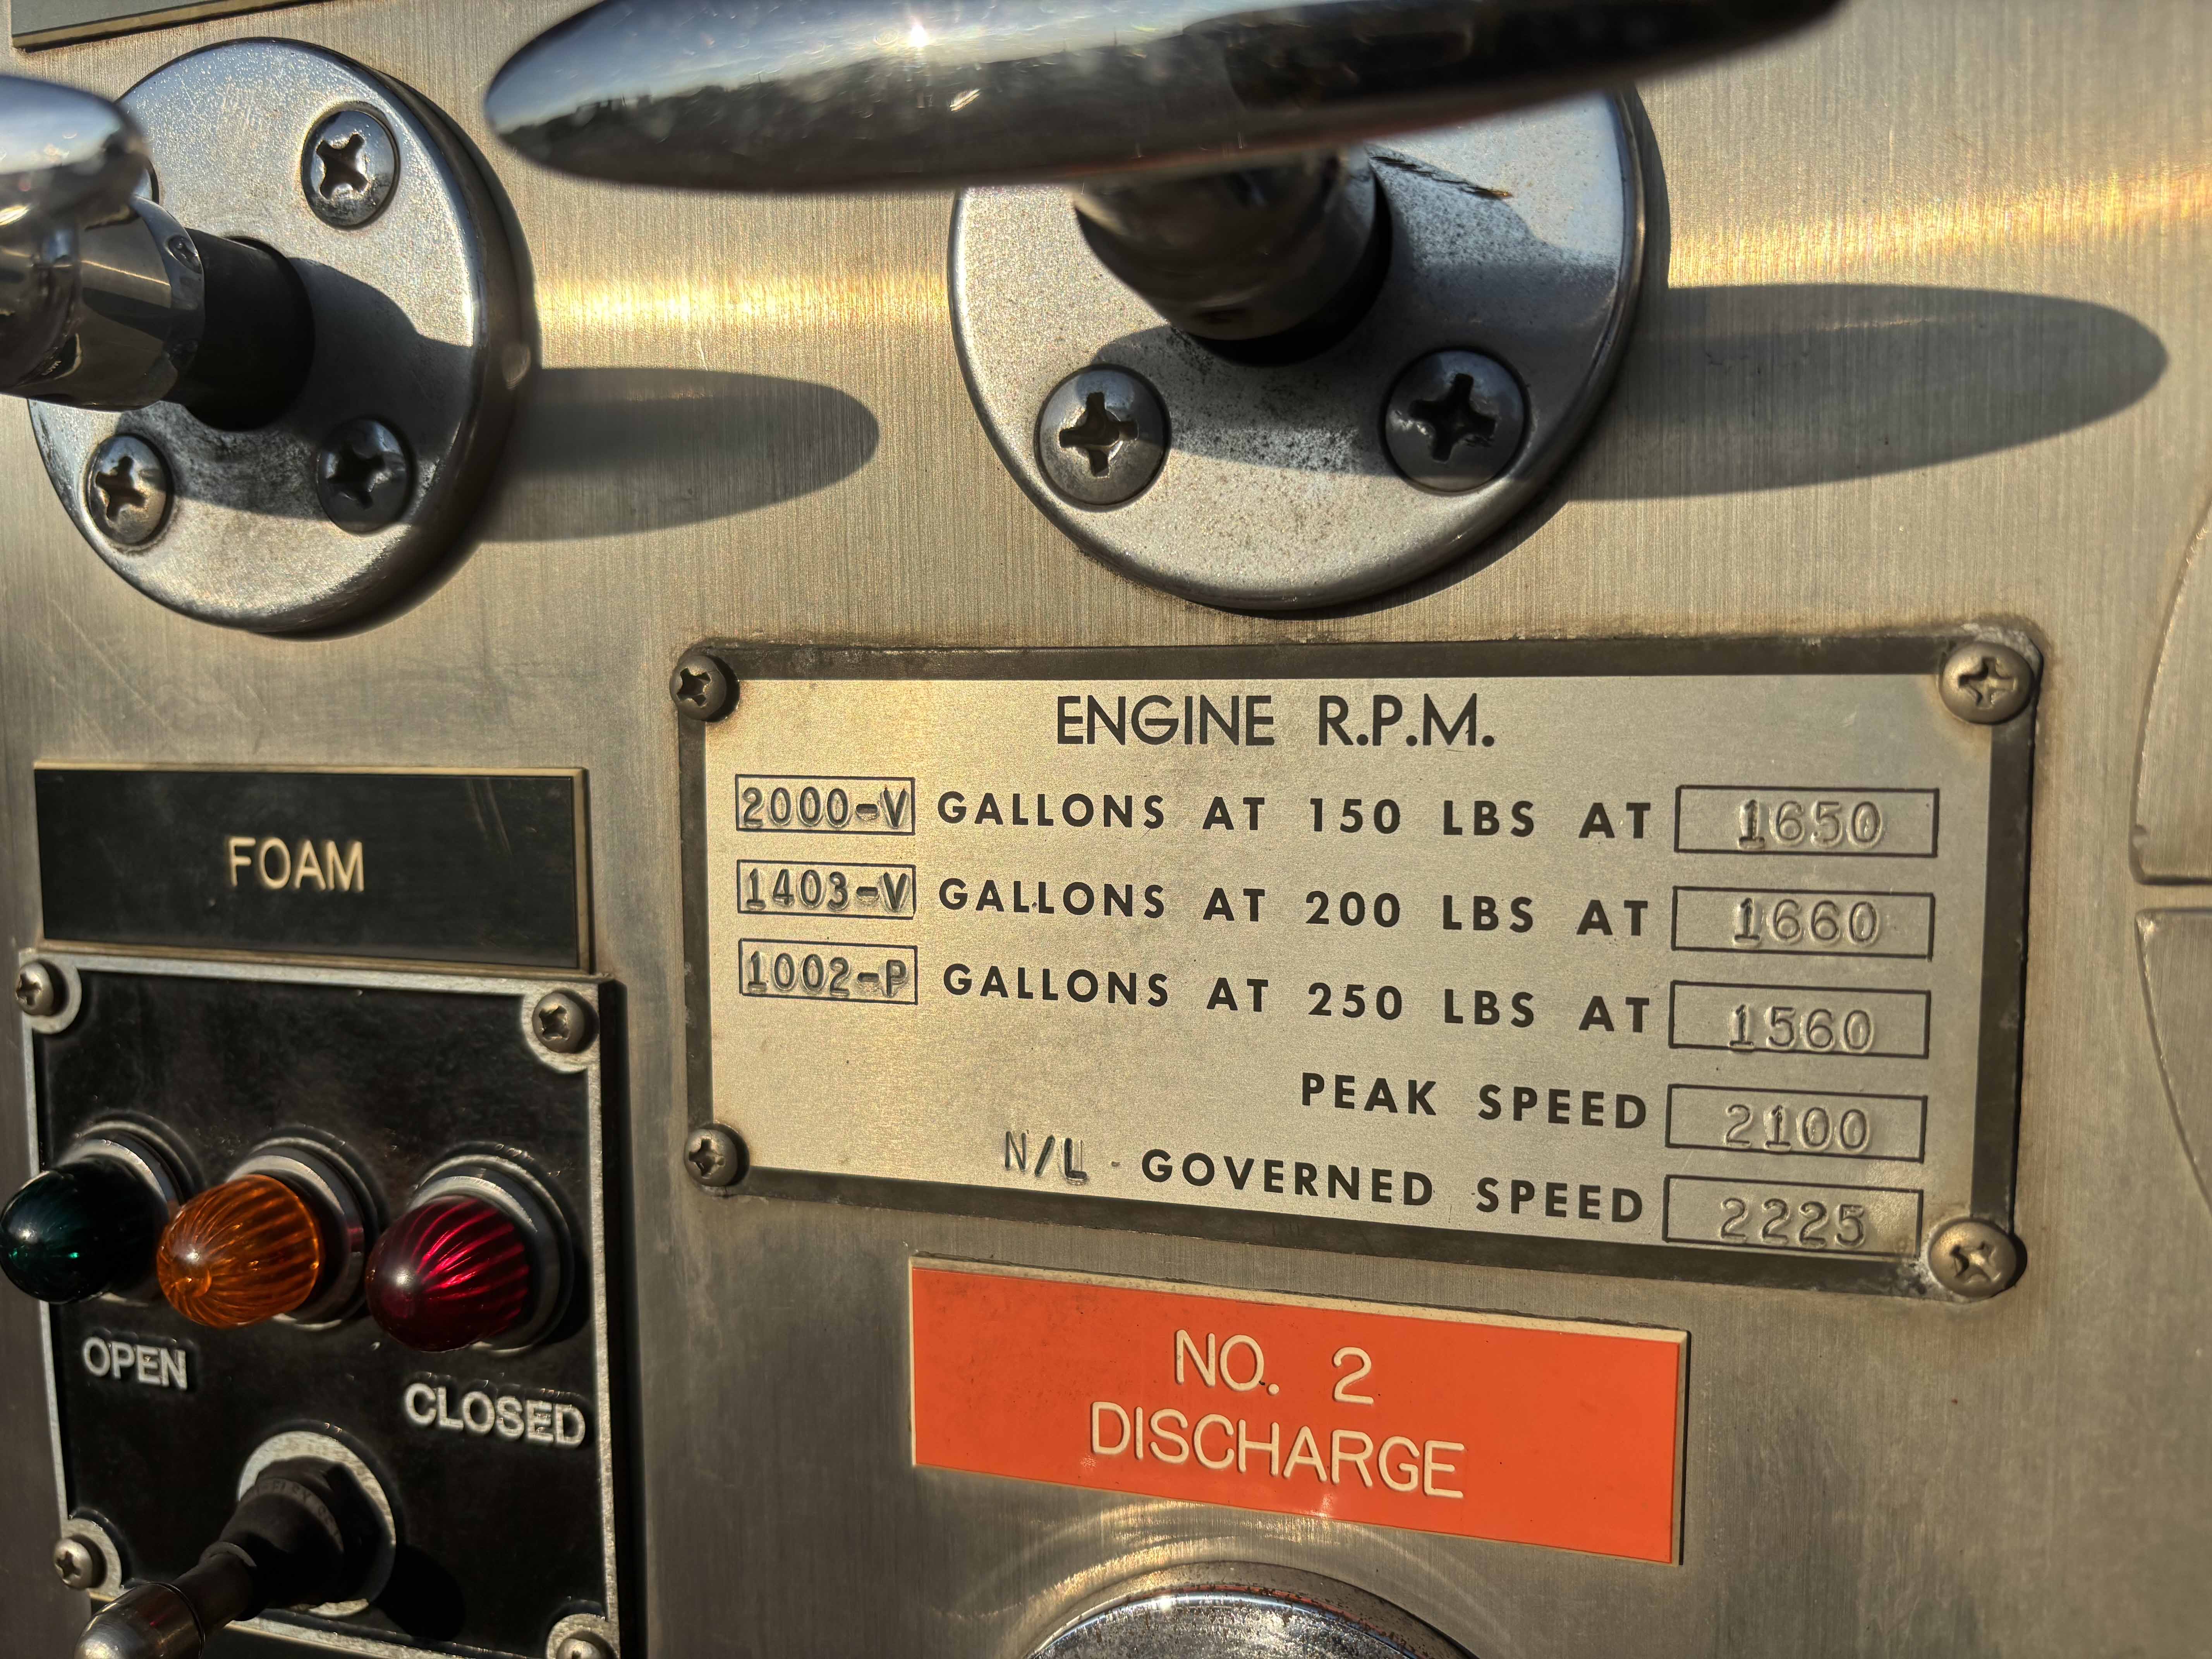 ENGINE R.P.M.
2000-V GALLONS AT 150 LBS AT 1650
1403-V GALLONS AT 200 LBS AT 1660
1002-P GALLONS AT 250 LBS AT 1560
PEAK SPEED 2100
N/L - GOVERNED SPEED 2225
FOAM
OPEN
CLOSED
NO. 2
DISCHARGE